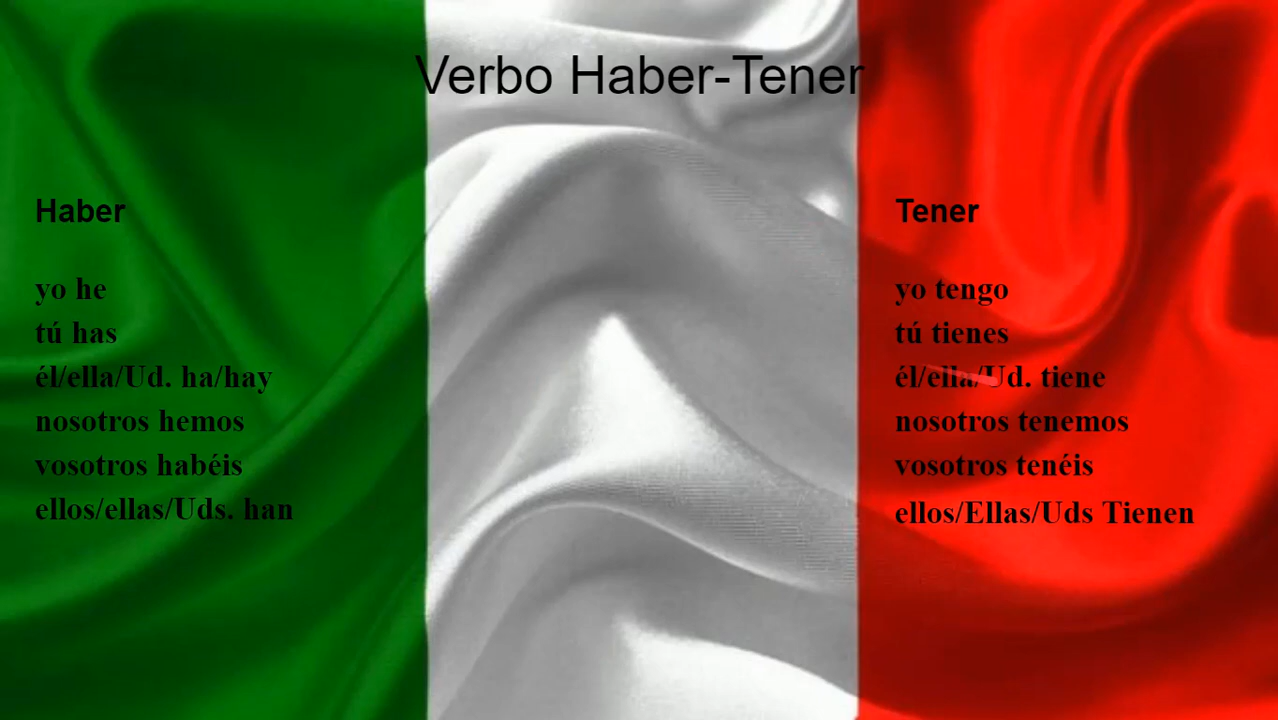 Verbo Haber-Tener
Haber
yo he
tú has
él/ella/Ud. ha/hay
nosotros hemos
vosotros habéis
ellos/ellas/Uds. han
Tener
yo tengo
tú tienes
él/ella/Ud. tiene
nosotros tenemos
vosotros tenéis
ellos/Ellas/Uds Tienen